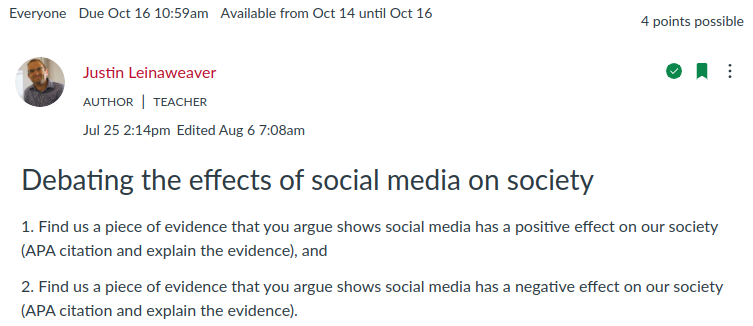 Everyone Due Oct 16 10:59am Available from Oct 14 until Oct 16
4 points possible
Justin Leinaweaver
AUTHOR | TEACHER
Jul 25 2:14pm Edited Aug 6 7:08am
Debating the effects of social media on society
1. Find us a piece of evidence that you argue shows social media has a positive effect on our society
(APA citation and explain the evidence), and
2. Find us a piece of evidence that you argue shows social media has a negative effect on our society
(APA citation and explain the evidence).